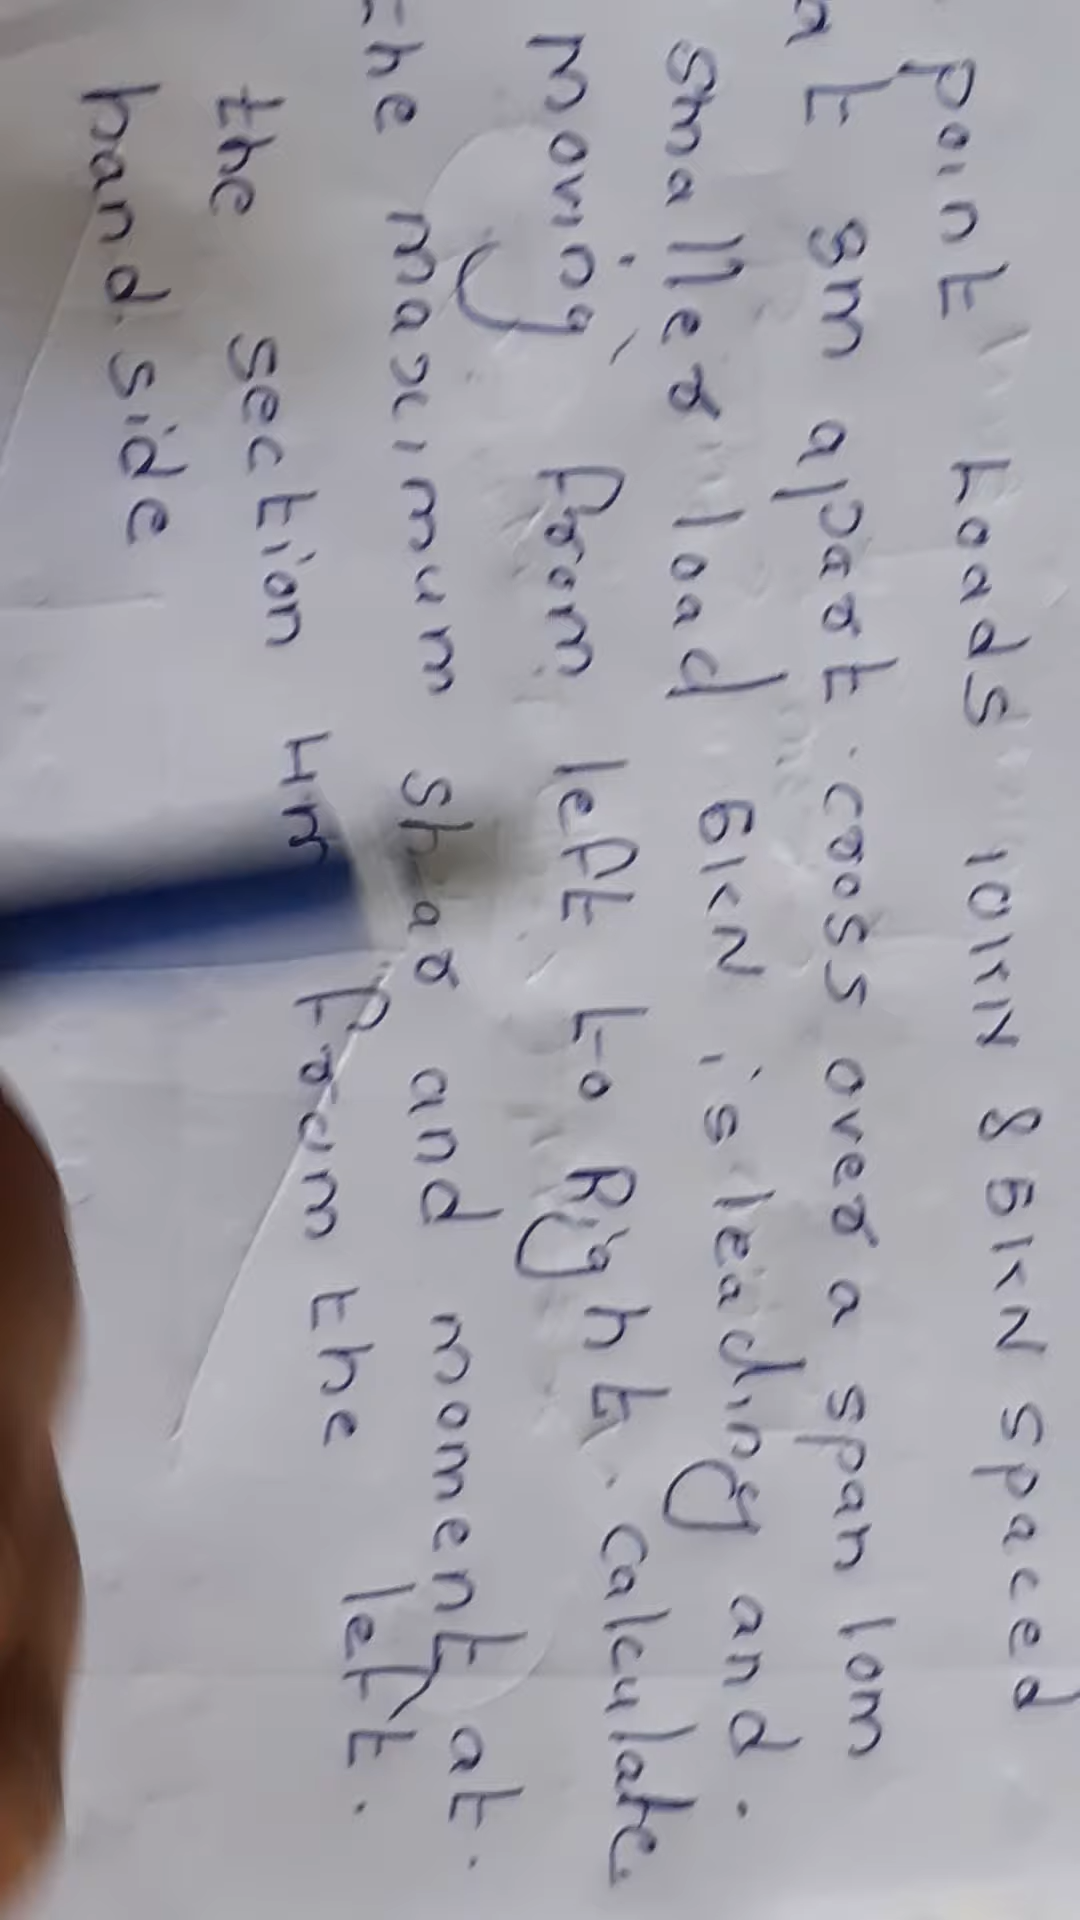 point Loads 10KN & 5KN spaced
at 3m apart. cross over a span 10m
smaller load 5KN is leading and.
moving from left to Right. calculate
the maximum shar and moment at.
the section 4m from the left.
hand side